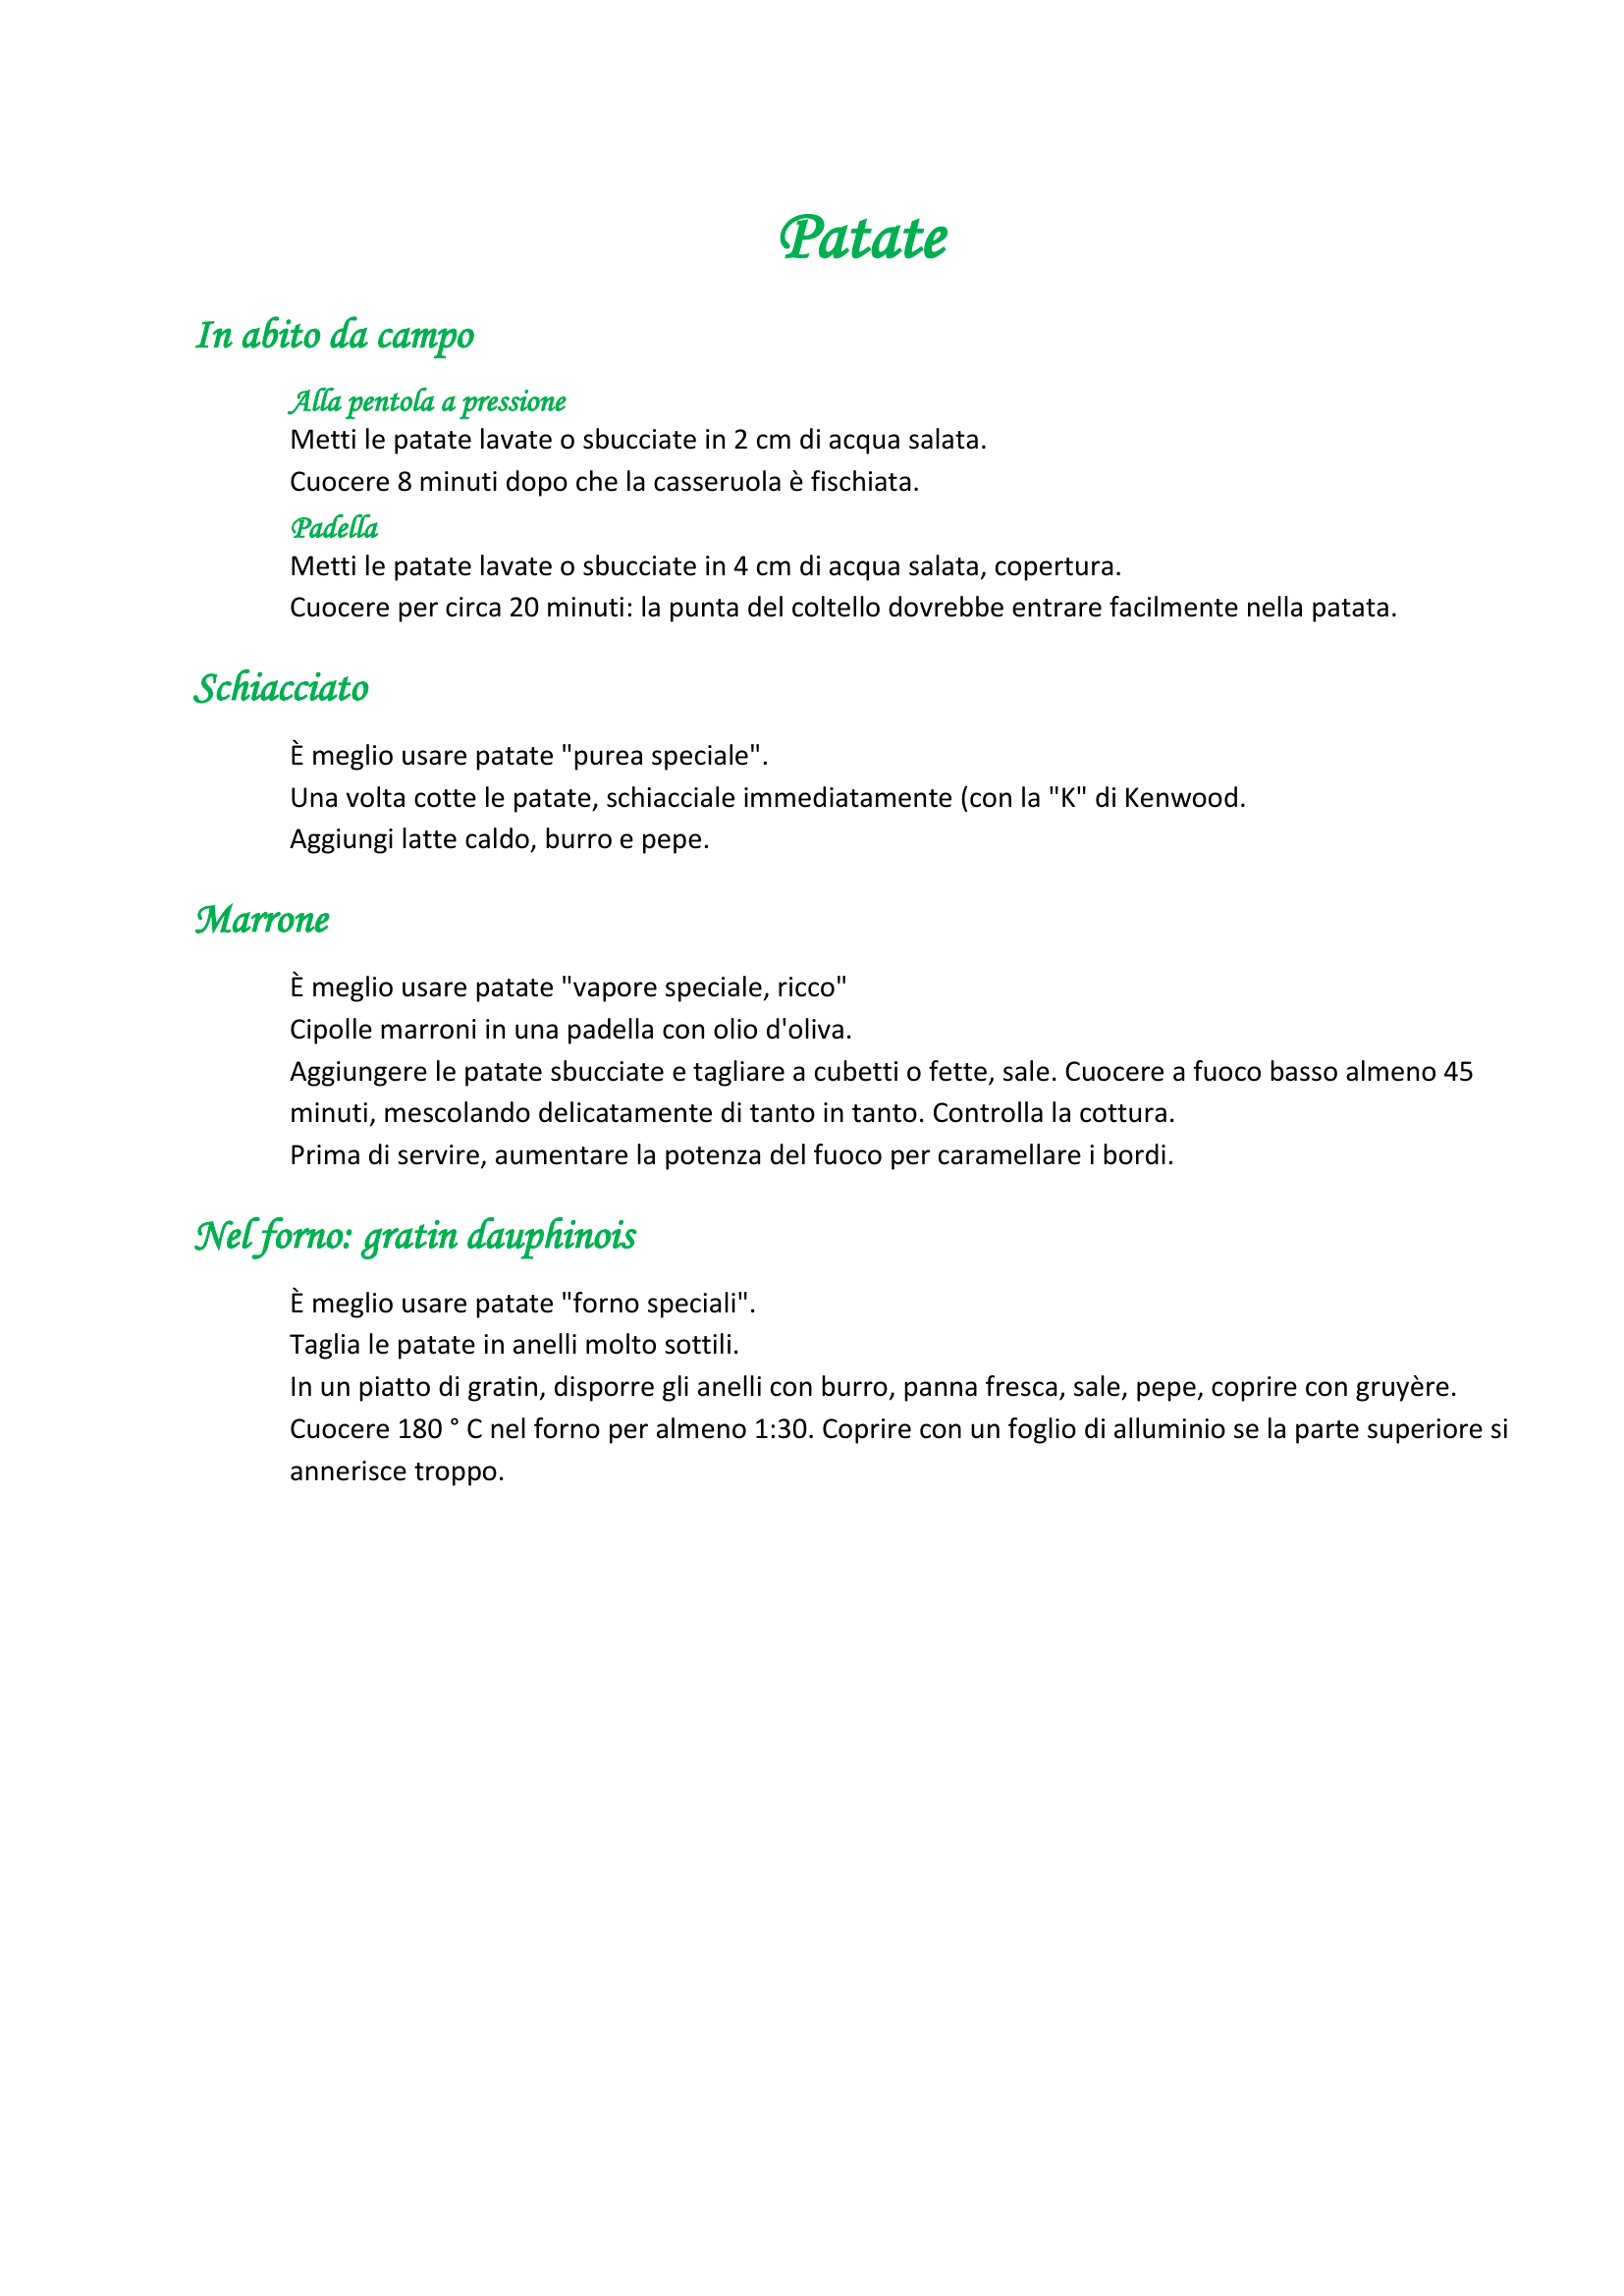 Patate
In abito da campo
Alla pentola a pressione
Metti le patate lavate o sbucciate in 2 cm di acqua salata.
Cuocere 8 minuti dopo che la casseruola è fischiata.
Padella
Metti le patate lavate o sbucciate in 4 cm di acqua salata, copertura.
Cuocere per circa 20 minuti: la punta del coltello dovrebbe entrare facilmente nella patata.
Schiacciato
È meglio usare patate "purea speciale".
Una volta cotte le patate, schiacciale immediatamente (con la "K" di Kenwood.
Aggiungi latte caldo, burro e pepe.
Marrone
È meglio usare patate "vapore speciale, ricco"
Cipolle marroni in una padella con olio d'oliva.
Aggiungere le patate sbucciate e tagliare a cubetti o fette, sale. Cuocere a fuoco basso almeno 45
minuti, mescolando delicatamente di tanto in tanto. Controlla la cottura.
Prima di servire, aumentare la potenza del fuoco per caramellare i bordi.
Nel forno: gratin dauphinois
È meglio usare patate "forno speciali".
Taglia le patate in anelli molto sottili.
In un piatto di gratin, disporre gli anelli con burro, panna fresca, sale, pepe, coprire con gruyère.
Cuocere 180 ° C nel forno per almeno 1:30. Coprire con un foglio di alluminio se la parte superiore si
annerisce troppo.